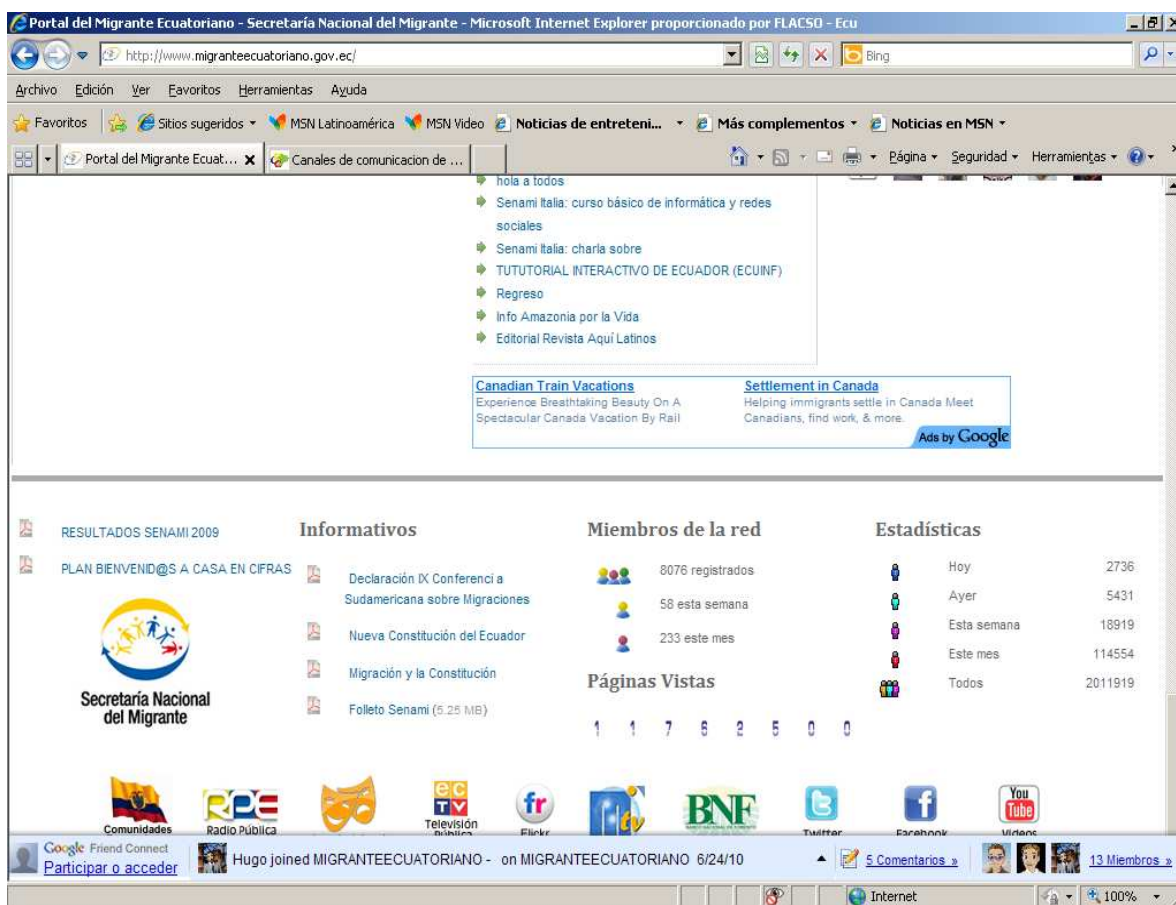 Portal del Migrante Ecuatoriano - Secretaría Nacional del Migrante - Microsoft Internet Explorer proporcionado por FLACSO - Ecu
http://www.migranteecuatoriano.gov.ec/
Bing
Archivo Edición Ver Favoritos Herramientas Ayuda
Favoritos Sitios sugeridos MSN Latinoamérica MSN Video Noticias de entreteni... Más complementos Noticias en MSN
Portal del Migrante Ecuat... Canales de comunicacion de ... Página Seguridad Herramientas
hola a todos
Senami Italia: curso básico de informática y redes
sociales
Senami Italia: charla sobre
TUTUTORIAL INTERACTIVO DE ECUADOR (ECUINF)
Regreso
Info Amazonia por la Vida
Editorial Revista Aquí Latinos
Canadian Train Vacations
Experience Breathtaking Beauty On A
Spectacular Canada Vacation By Rail
Settlement in Canada
Helping immigrants settle in Canada Meet
Canadians, find work, & more.
Ads by Google
RESULTADOS SENAMI 2009
PLAN BIENVENID@S A CASA EN CIFRAS
Secretaría Nacional
del Migrante
Informativos
Declaración IX Conferenci a
Sudamericana sobre Migraciones
Nueva Constitución del Ecuador
Migración y la Constitución
Folleto Senami (5.25 MB)
Miembros de la red
8076 registrados
58 esta semana
233 este mes
Páginas Vistas
1 1 7 6 2 5 0 0
Estadísticas
Hoy 2736
Ayer 5431
Esta semana 18919
Este mes 114554
Todos 2011919
Comunidades
RPE
Radio Pública
ec
TV
Televisión
Pública
fr
Flickr
tv
BNF
Twitter
f
Facebook
You
Tube
Videos
Google Friend Connect
Participar o acceder
Hugo joined MIGRANTEECUATORIANO - on MIGRANTEECUATORIANO 6/24/10
5 Comentarios »
13 Miembros »
Internet
100%